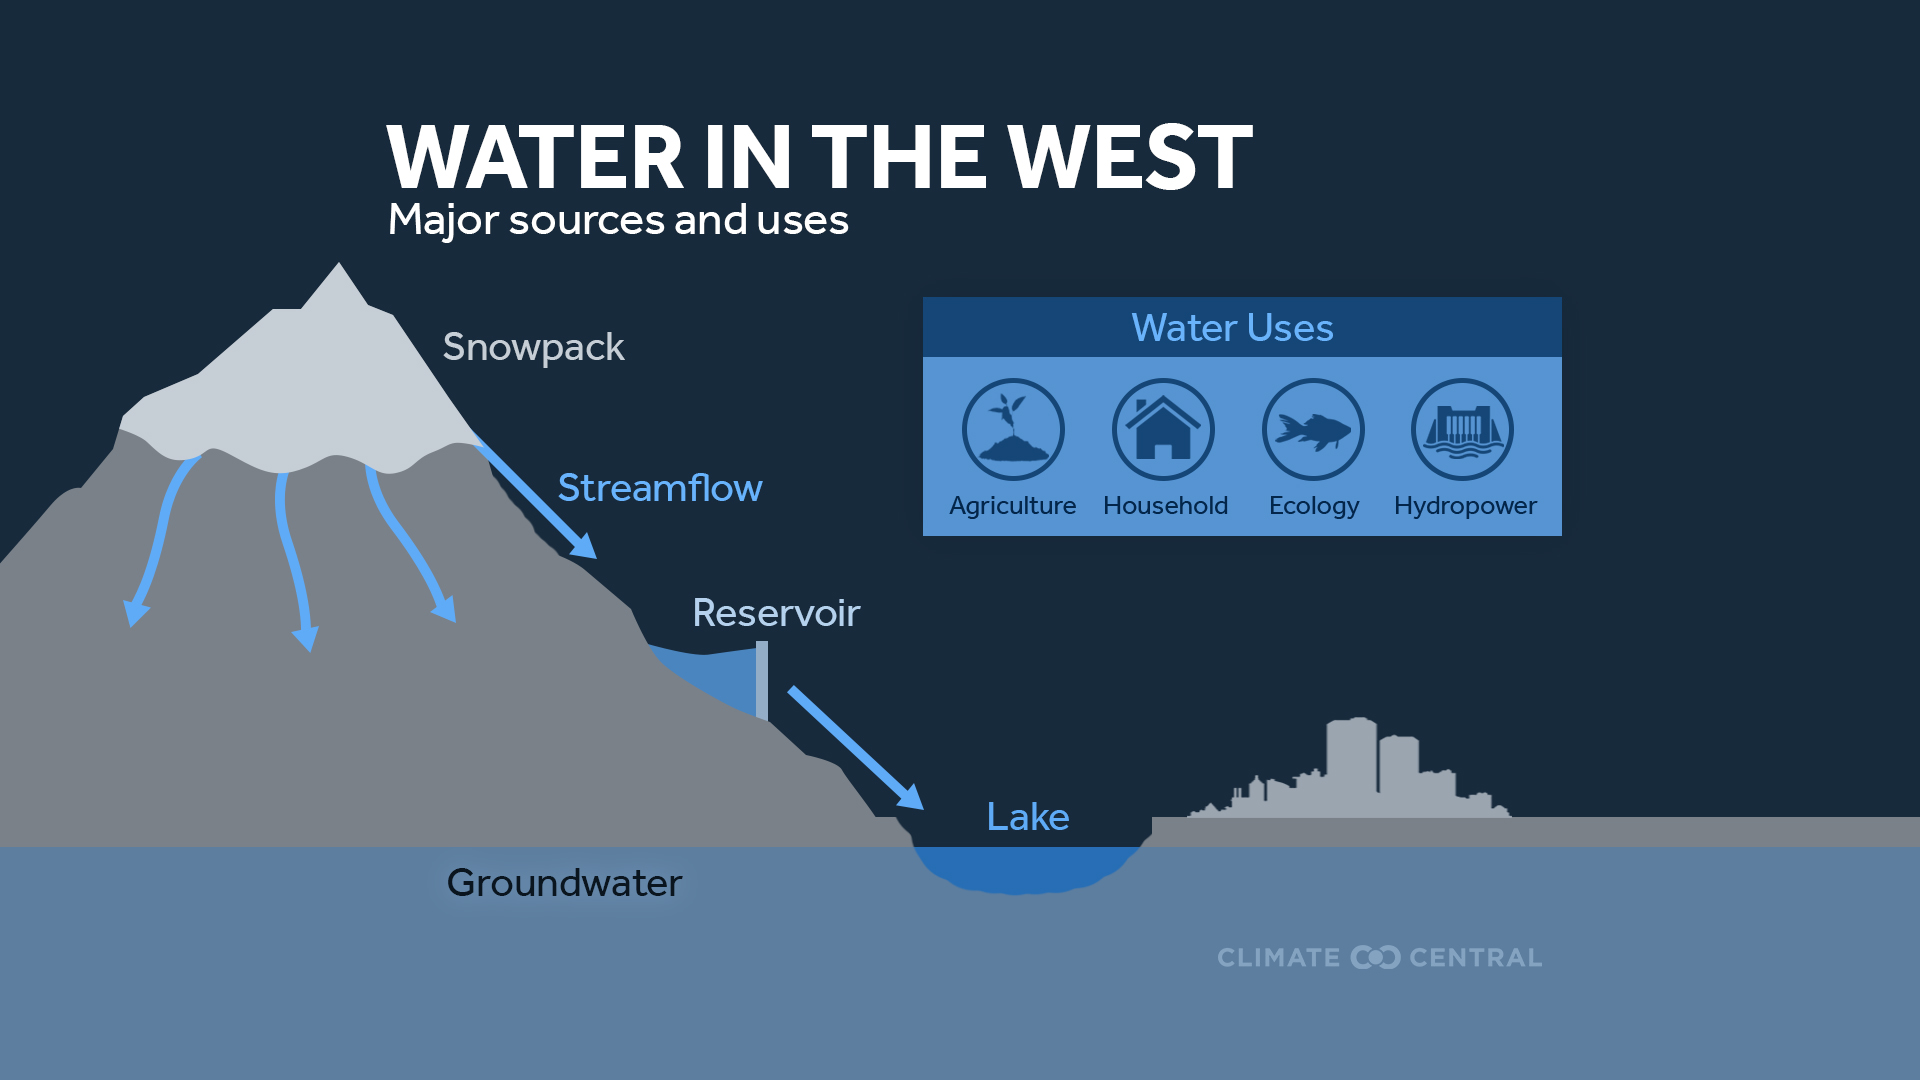 WATER IN THE WEST
Major sources and uses
Snowpack
Water Uses
Agriculture Household Ecology Hydropower
Streamflow
Reservoir
Lake
Groundwater
CLIMATE CENTRAL